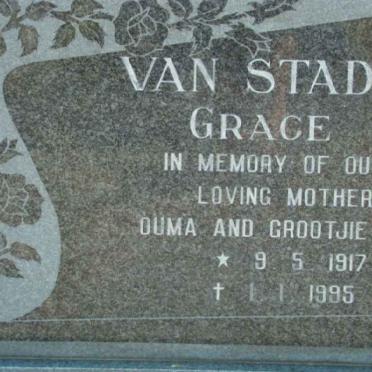 VAN STAD
GRACE
IN MEMORY OF OU
LOVING MOTHER
OUMA AND GROOTJIE
* 9 5 1917
† 1 1 1995